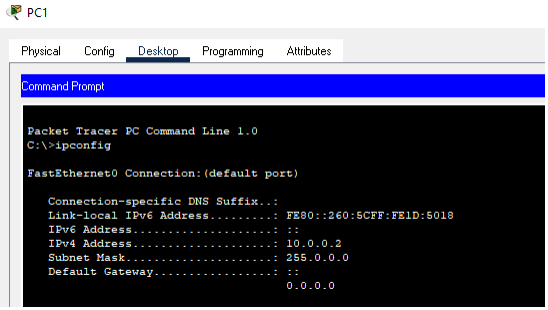 PC1
Physical Config Desktop Programming Attributes
Command Prompt
Packet Tracer PC Command Line 1.0
C:\>ipconfig
FastEthernet0 Connection:(default port)
Connection-specific DNS Suffix..:
Link-local IPv6 Address.........: FE80::260:5CFF:FE1D:5018
IPv6 Address....................: ::
IPv4 Address....................: 10.0.0.2
Subnet Mask.....................: 255.0.0.0
Default Gateway.................: ::
0.0.0.0